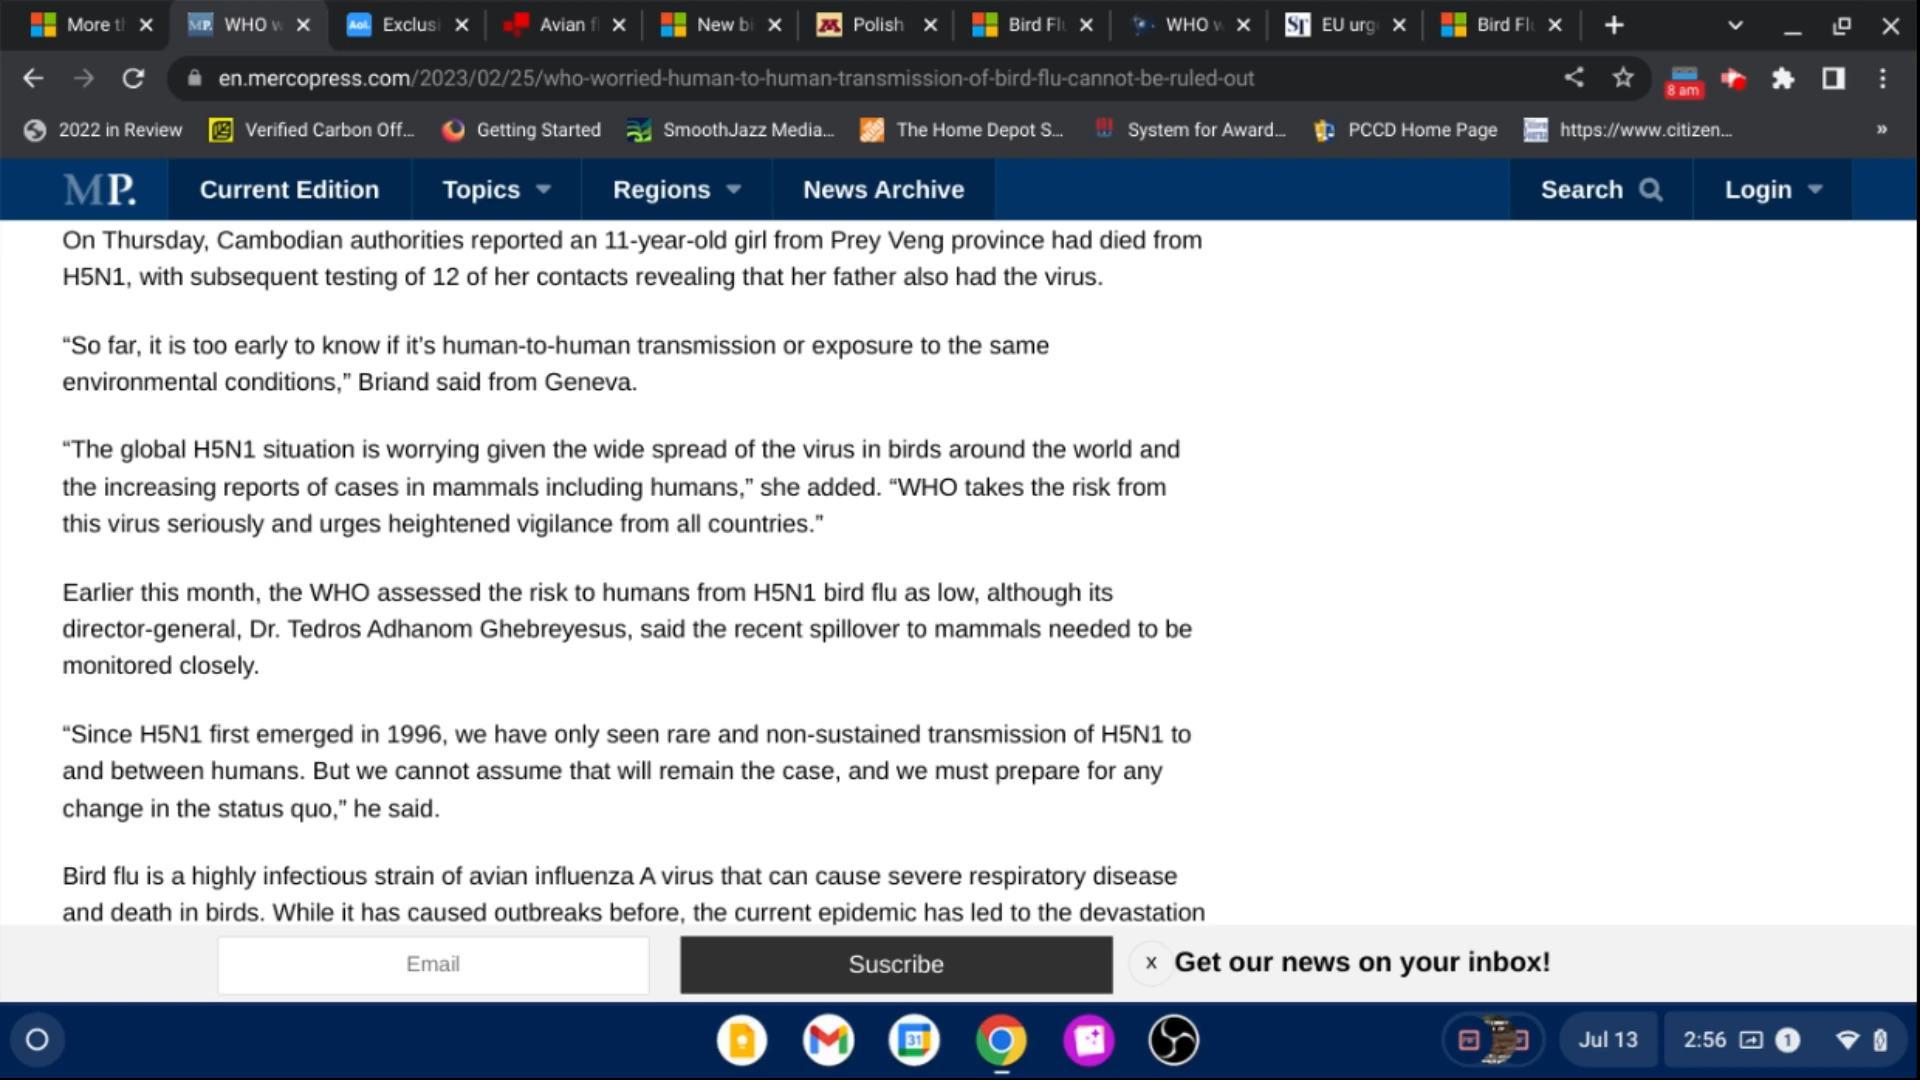 More t WHO w Exclusi Avian f New bi Polish Bird Flu WHO w EU urg Bird Flu
en.mercopress.com/2023/02/25/who-worried-human-to-human-transmission-of-bird-flu-cannot-be-ruled-out
8 am
2022 in Review Verified Carbon Off... Getting Started SmoothJazz Media... The Home Depot S... System for Award... PCCD Home Page https://www.citizen... »
MP. Current Edition Topics Regions News Archive Search Login
On Thursday, Cambodian authorities reported an 11-year-old girl from Prey Veng province had died from
H5N1, with subsequent testing of 12 of her contacts revealing that her father also had the virus.
“So far, it is too early to know if it’s human-to-human transmission or exposure to the same
environmental conditions,” Briand said from Geneva.
“The global H5N1 situation is worrying given the wide spread of the virus in birds around the world and
the increasing reports of cases in mammals including humans,” she added. “WHO takes the risk from
this virus seriously and urges heightened vigilance from all countries.”
Earlier this month, the WHO assessed the risk to humans from H5N1 bird flu as low, although its
director-general, Dr. Tedros Adhanom Ghebreyesus, said the recent spillover to mammals needed to be
monitored closely.
“Since H5N1 first emerged in 1996, we have only seen rare and non-sustained transmission of H5N1 to
and between humans. But we cannot assume that will remain the case, and we must prepare for any
change in the status quo,” he said.
Bird flu is a highly infectious strain of avian influenza A virus that can cause severe respiratory disease
and death in birds. While it has caused outbreaks before, the current epidemic has led to the devastation
Email Suscribe x Get our news on your inbox!
31 Jul 13 2:56 1